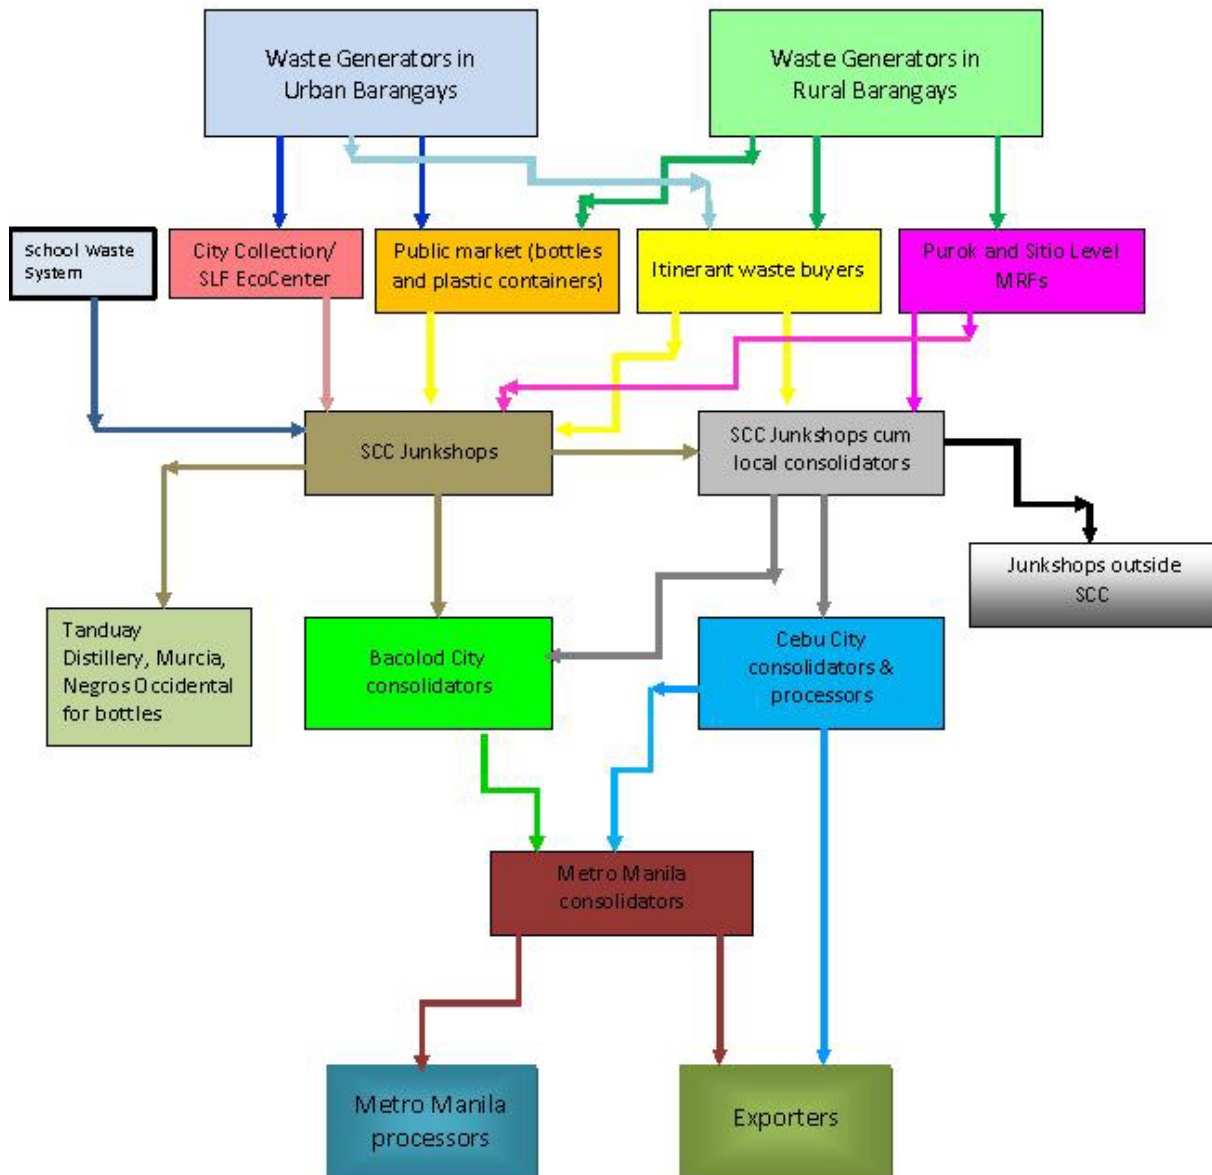 Waste Generators in
Urban Barangays
Waste Generators in
Rural Barangays
School Waste
System
City Collection/
SLF EcoCenter
Public market (bottles
and plastic containers)
Itinerant waste buyers
Purok and Sitio Level
MRFs
SCC Junkshops
SCC Junkshops cum
local consolidators
Junkshops outside
SCC
Tanduay
Distillery, Murcia,
Negros Occidental
for bottles
Bacolod City
consolidators
Cebu City
consolidators &
processors
Metro Manila
consolidators
Metro Manila
processors
Exporters